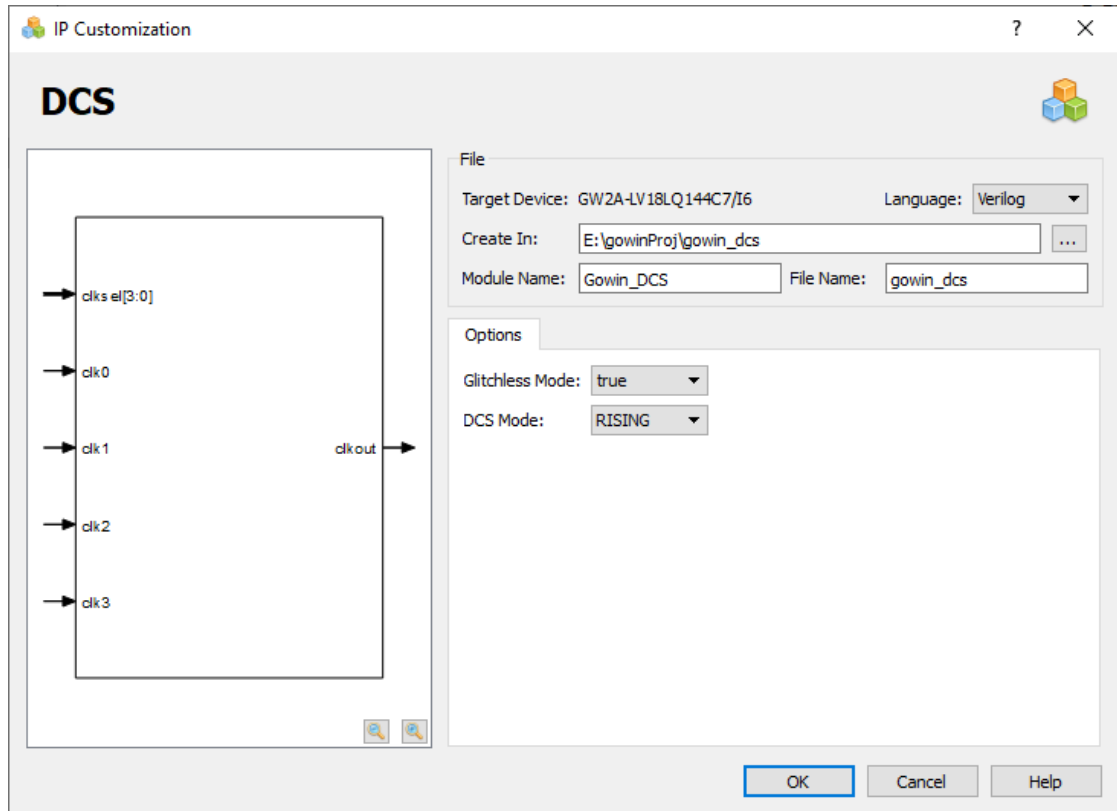 IP Customization
?
DCS
clksel[3:0]
clk0
clk1
clkout
clk2
clk3
File
Target Device: GW2A-LV18LQ144C7/I6
Language: Verilog
Create In: E:\gowinProj\gowin_dcs ...
Module Name: Gowin_DCS File Name: gowin_dcs
Options
Glitchless Mode: true
DCS Mode: RISING
OK
Cancel
Help